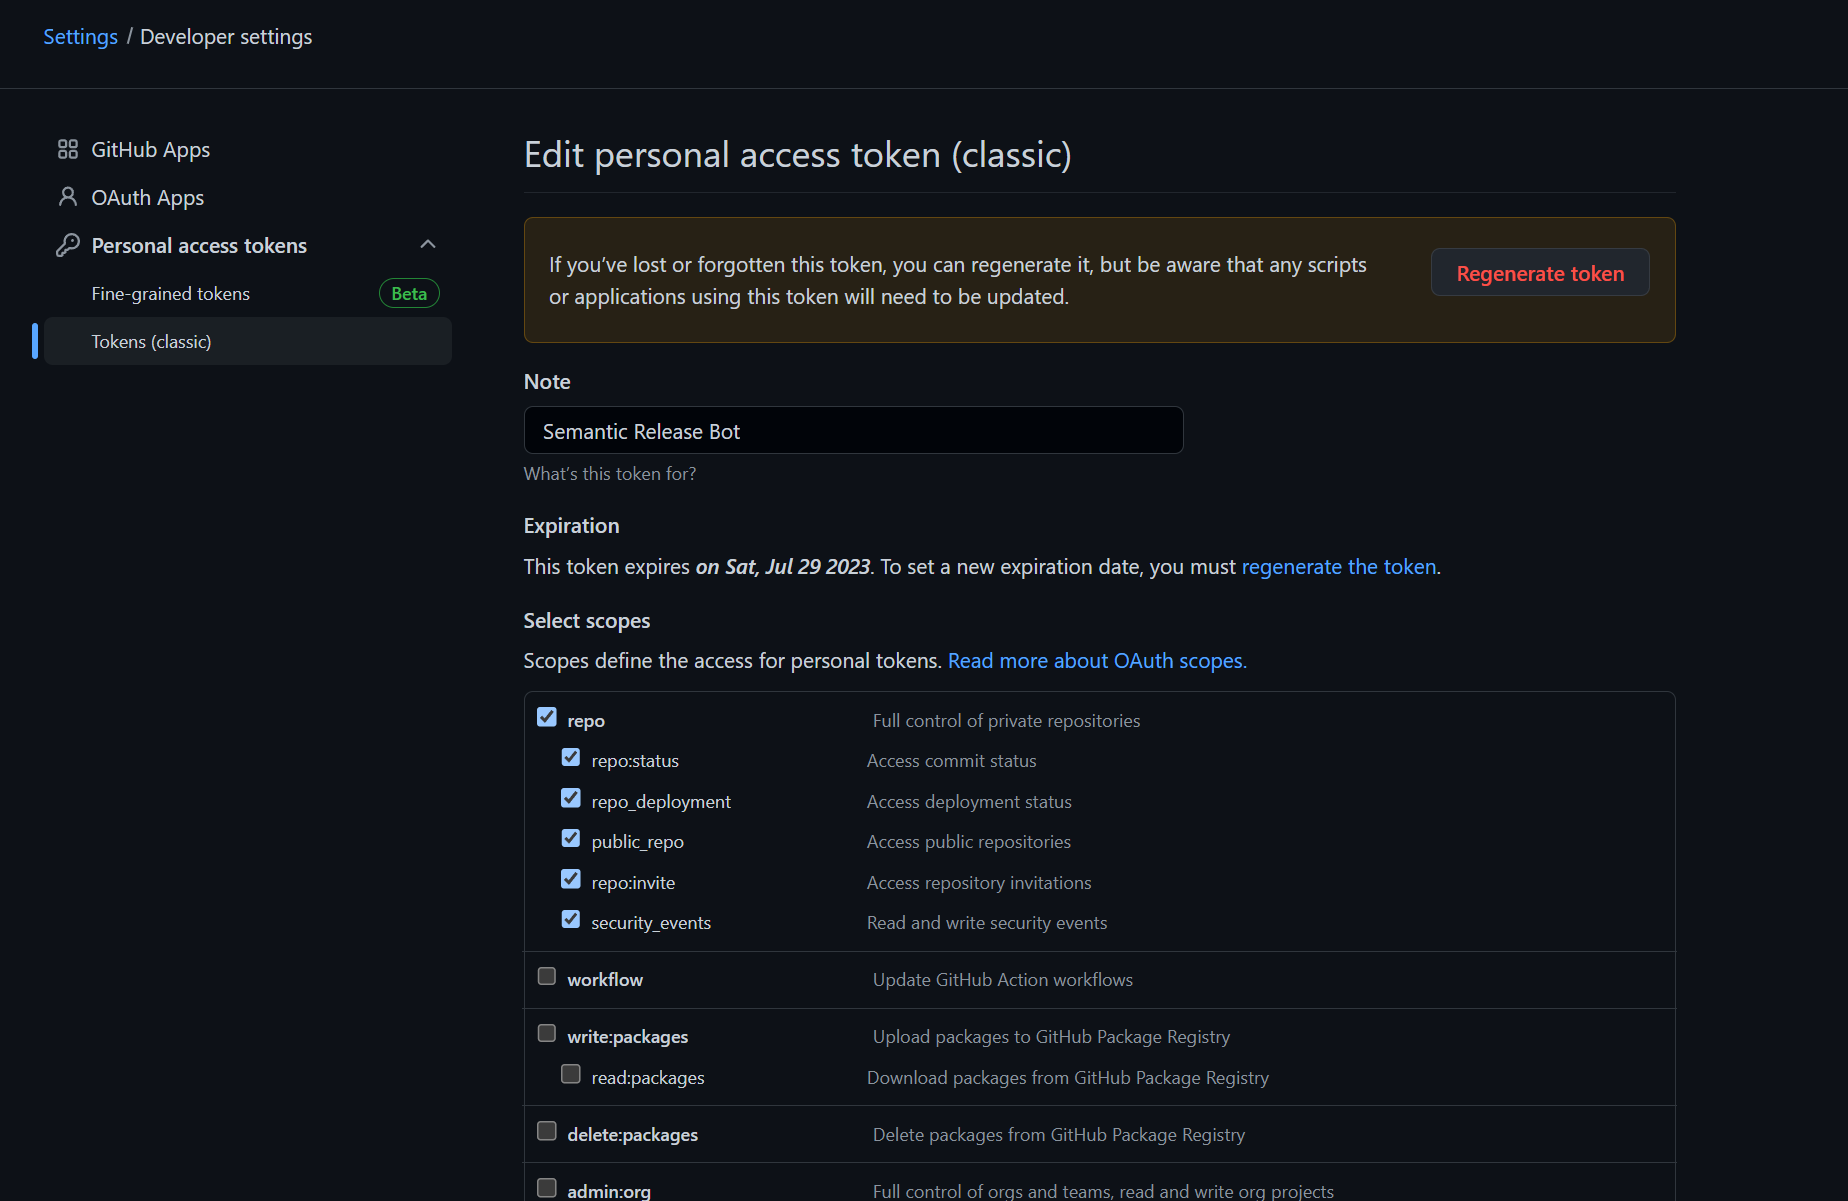 Settings / Developer settings
GitHub Apps
OAuth Apps
Personal access tokens
Fine-grained tokens Beta
Tokens (classic)
Edit personal access token (classic)
If you’ve lost or forgotten this token, you can regenerate it, but be aware that any scripts
or applications using this token will need to be updated.
Regenerate token
Note
Semantic Release Bot
What’s this token for?
Expiration
This token expires on Sat, Jul 29 2023. To set a new expiration date, you must regenerate the token.
Select scopes
Scopes define the access for personal tokens. Read more about OAuth scopes.
repo Full control of private repositories
repo:status Access commit status
repo_deployment Access deployment status
public_repo Access public repositories
repo:invite Access repository invitations
security_events Read and write security events
workflow Update GitHub Action workflows
write:packages Upload packages to GitHub Package Registry
read:packages Download packages from GitHub Package Registry
delete:packages Delete packages from GitHub Package Registry
admin:org Full control of orgs and teams, read and write org projects